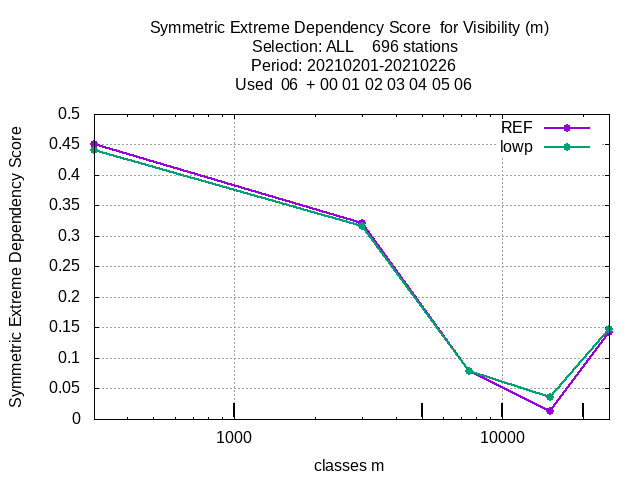 Symmetric Extreme Dependency Score  for Visibility (m)
Selection: ALL    696 stations
Period: 20210201-20210226
Used  06  + 00 01 02 03 04 05 06
REF
lowp
0.5
0.45
0.4
0.35
0.3
0.25
0.2
0.15
0.1
0.05
0
Symmetric Extreme Dependency Score
1000
10000
classes m